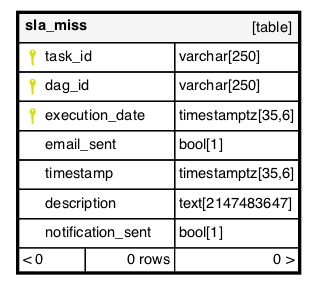 sla_miss [table]
task_id varchar[250]
dag_id varchar[250]
execution_date timestamptz[35,6]
email_sent bool[1]
timestamp timestamptz[35,6]
description text[2147483647]
notification_sent bool[1]
< 0 0 rows 0 >